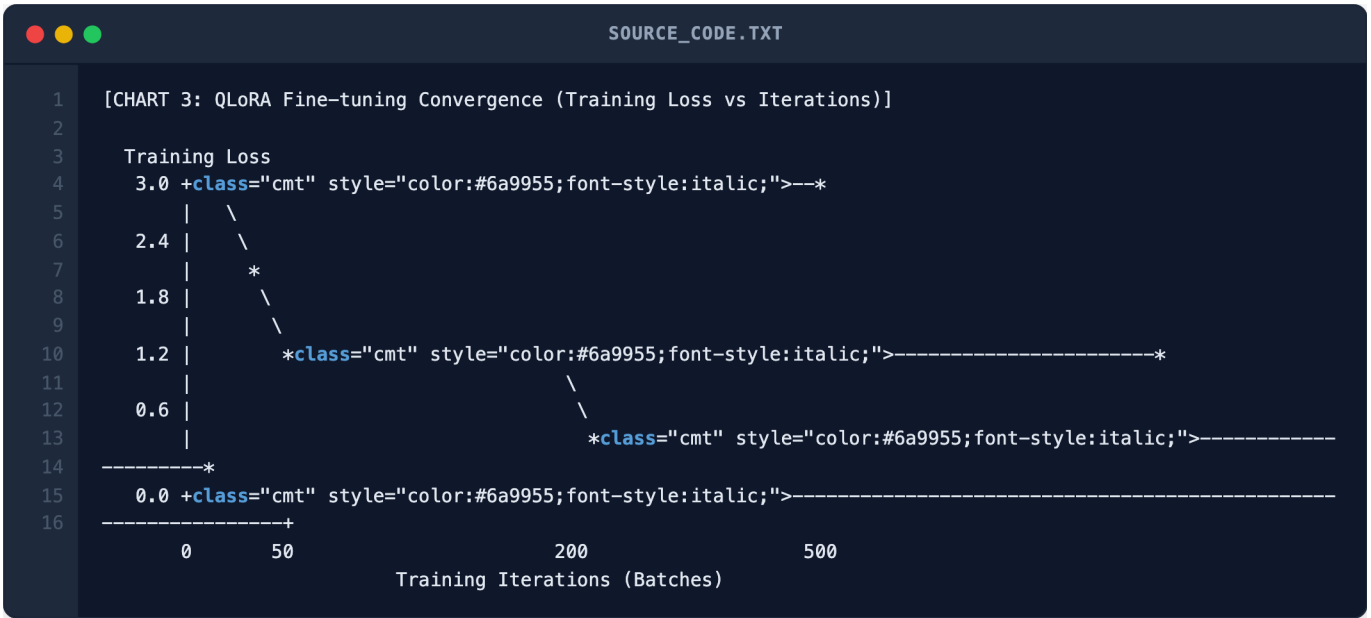 SOURCE_CODE.TXT
1 [CHART 3: QLoRA Fine-tuning Convergence (Training Loss vs Iterations)]
2
3   Training Loss
4    3.0 +class="cmt" style="color:#6a9955;font-style:italic;">--*
5        |   \
6    2.4 |    \
7        |     *
8    1.8 |      \
9        |       \
10    1.2 |        *class="cmt" style="color:#6a9955;font-style:italic;">-----------------------*
11        |                                 \
12    0.6 |                                  \
13        |                                   *class="cmt" style="color:#6a9955;font-style:italic;">------------
14 ---------*
15    0.0 +class="cmt" style="color:#6a9955;font-style:italic;">------------------------------------------------
16 ----------------+
       0       50                       200                   500
                          Training Iterations (Batches)